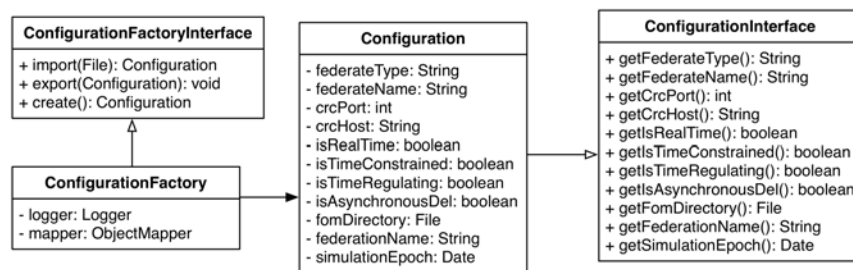 ConfigurationFactoryInterface
+ import(File): Configuration
+ export(Configuration): void
+ create(): Configuration
ConfigurationFactory
- logger: Logger
- mapper: ObjectMapper
Configuration
- federateType: String
- federateName: String
- crcPort: int
- crcHost: String
- isRealTime: boolean
- isTimeConstrained: boolean
- isTimeRegulating: boolean
- isAsynchronousDel: boolean
- fomDirectory: File
- federationName: String
- simulationEpoch: Date
ConfigurationInterface
+ getFederateType(): String
+ getFederateName(): String
+ getCrcPort(): int
+ getCrcHost(): String
+ getIsRealTime(): boolean
+ getIsTimeConstrained(): boolean
+ getIsTimeRegulating(): boolean
+ getIsAsynchronousDel(): boolean
+ getFomDirectory(): File
+ getFederationName(): String
+ getSimulationEpoch(): Date